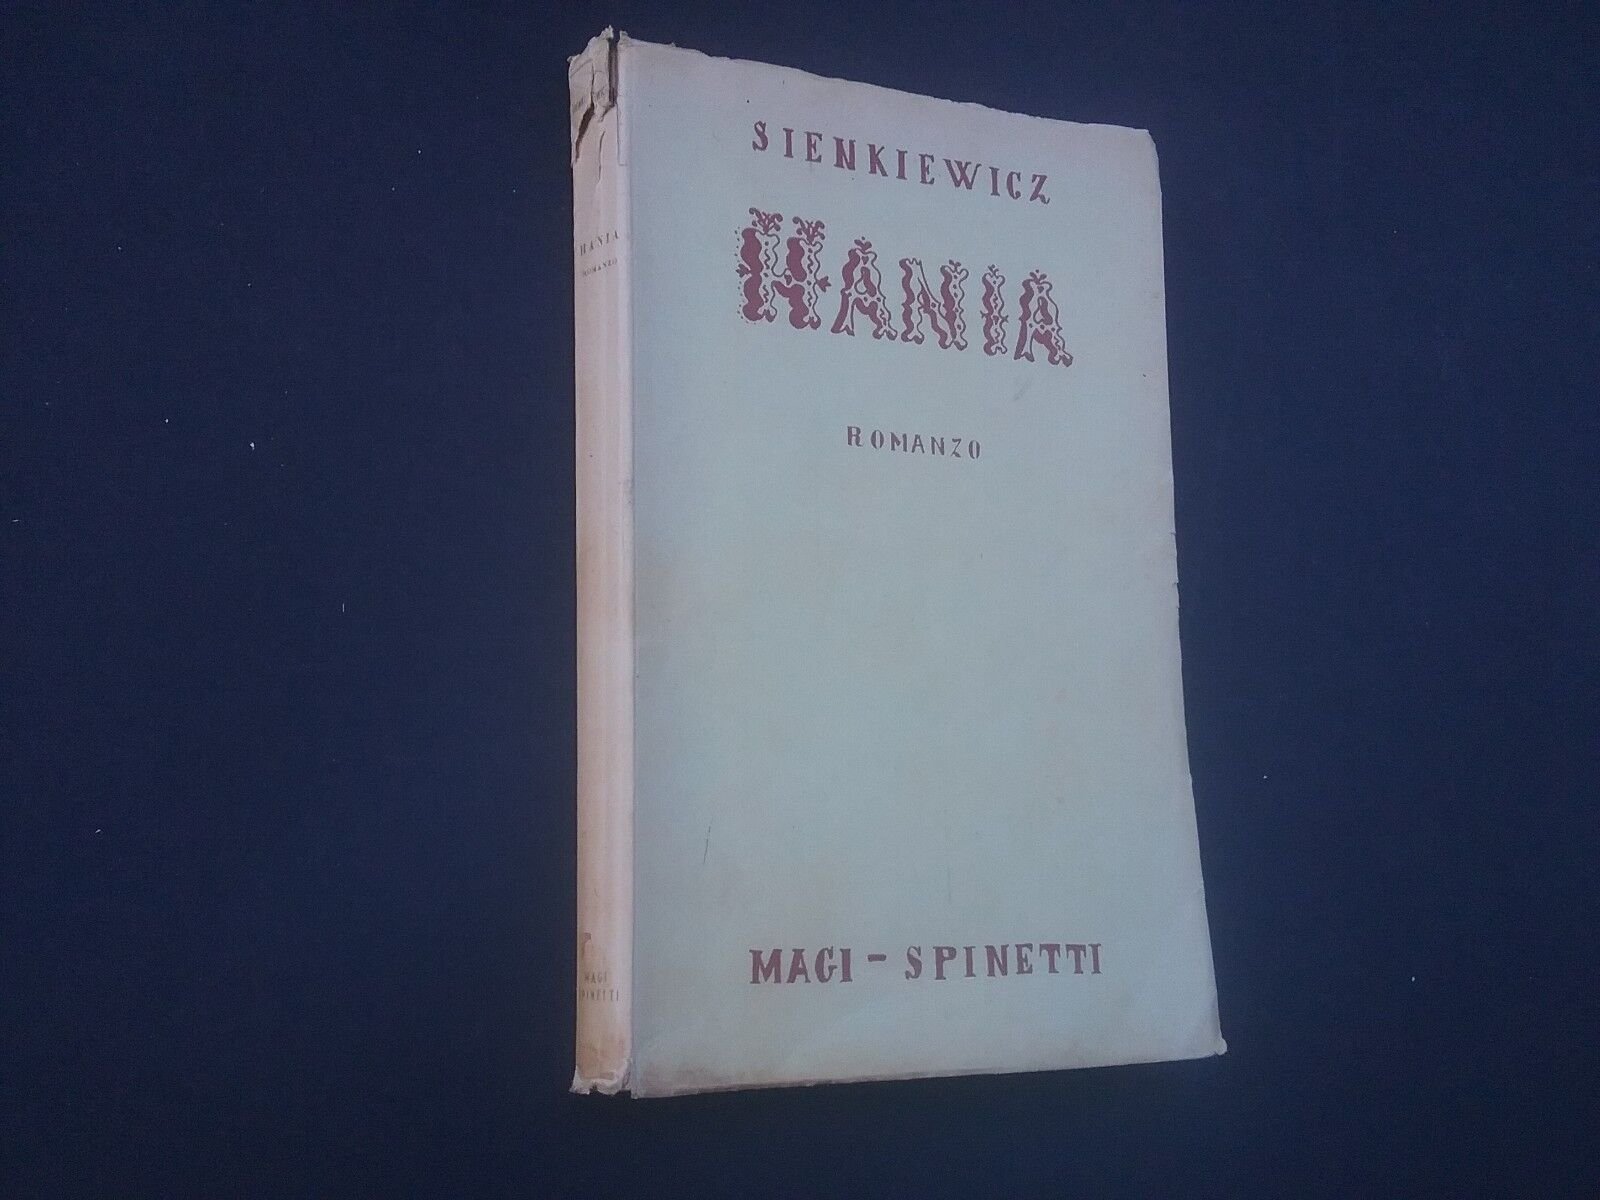 SIENKIEWICZ
HANIA
ROMANZO
MAGI - SPINETTI
HANIA
ROMANZO
MAGI
SPINETTI